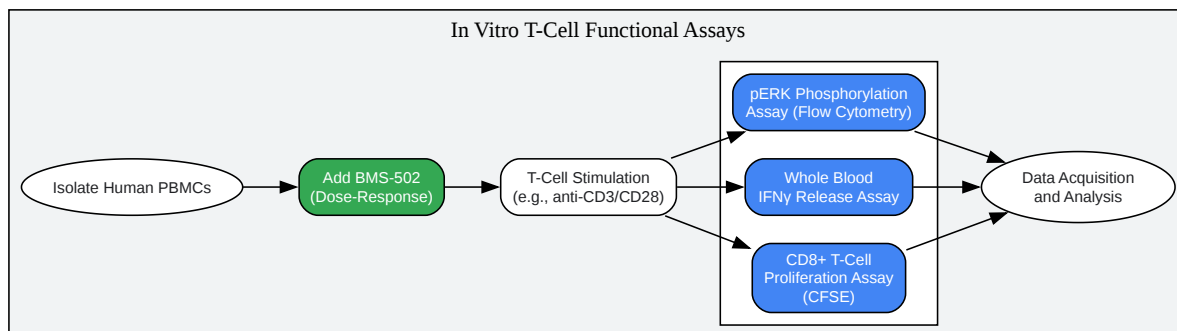 In Vitro T-Cell Functional Assays
Isolate Human PBMCs
Add BMS-502
(Dose-Response)
T-Cell Stimulation
(e.g., anti-CD3/CD28)
pERK Phosphorylation
Assay (Flow Cytometry)
Whole Blood
IFNγ Release Assay
CD8+ T-Cell
Proliferation Assay
(CFSE)
Data Acquisition
and Analysis